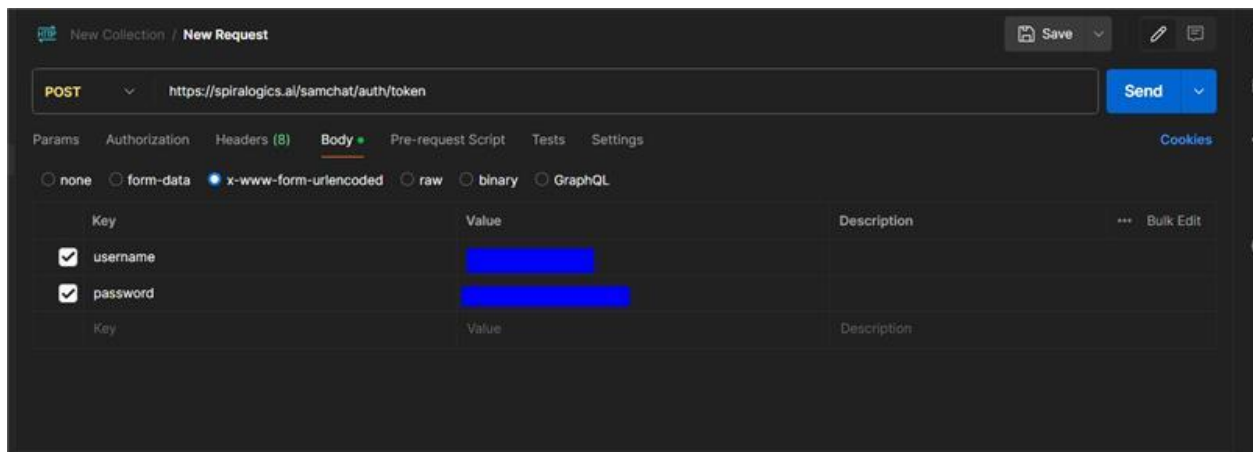 HTTP New Collection / New Request Save
POST https://spiralogics.ai/samchat/auth/token Send
Params Authorization Headers (8) Body Pre-request Script Tests Settings Cookies
none form-data x-www-form-urlencoded raw binary GraphQL
Key Value Description ••• Bulk Edit
username
password
Key Value Description